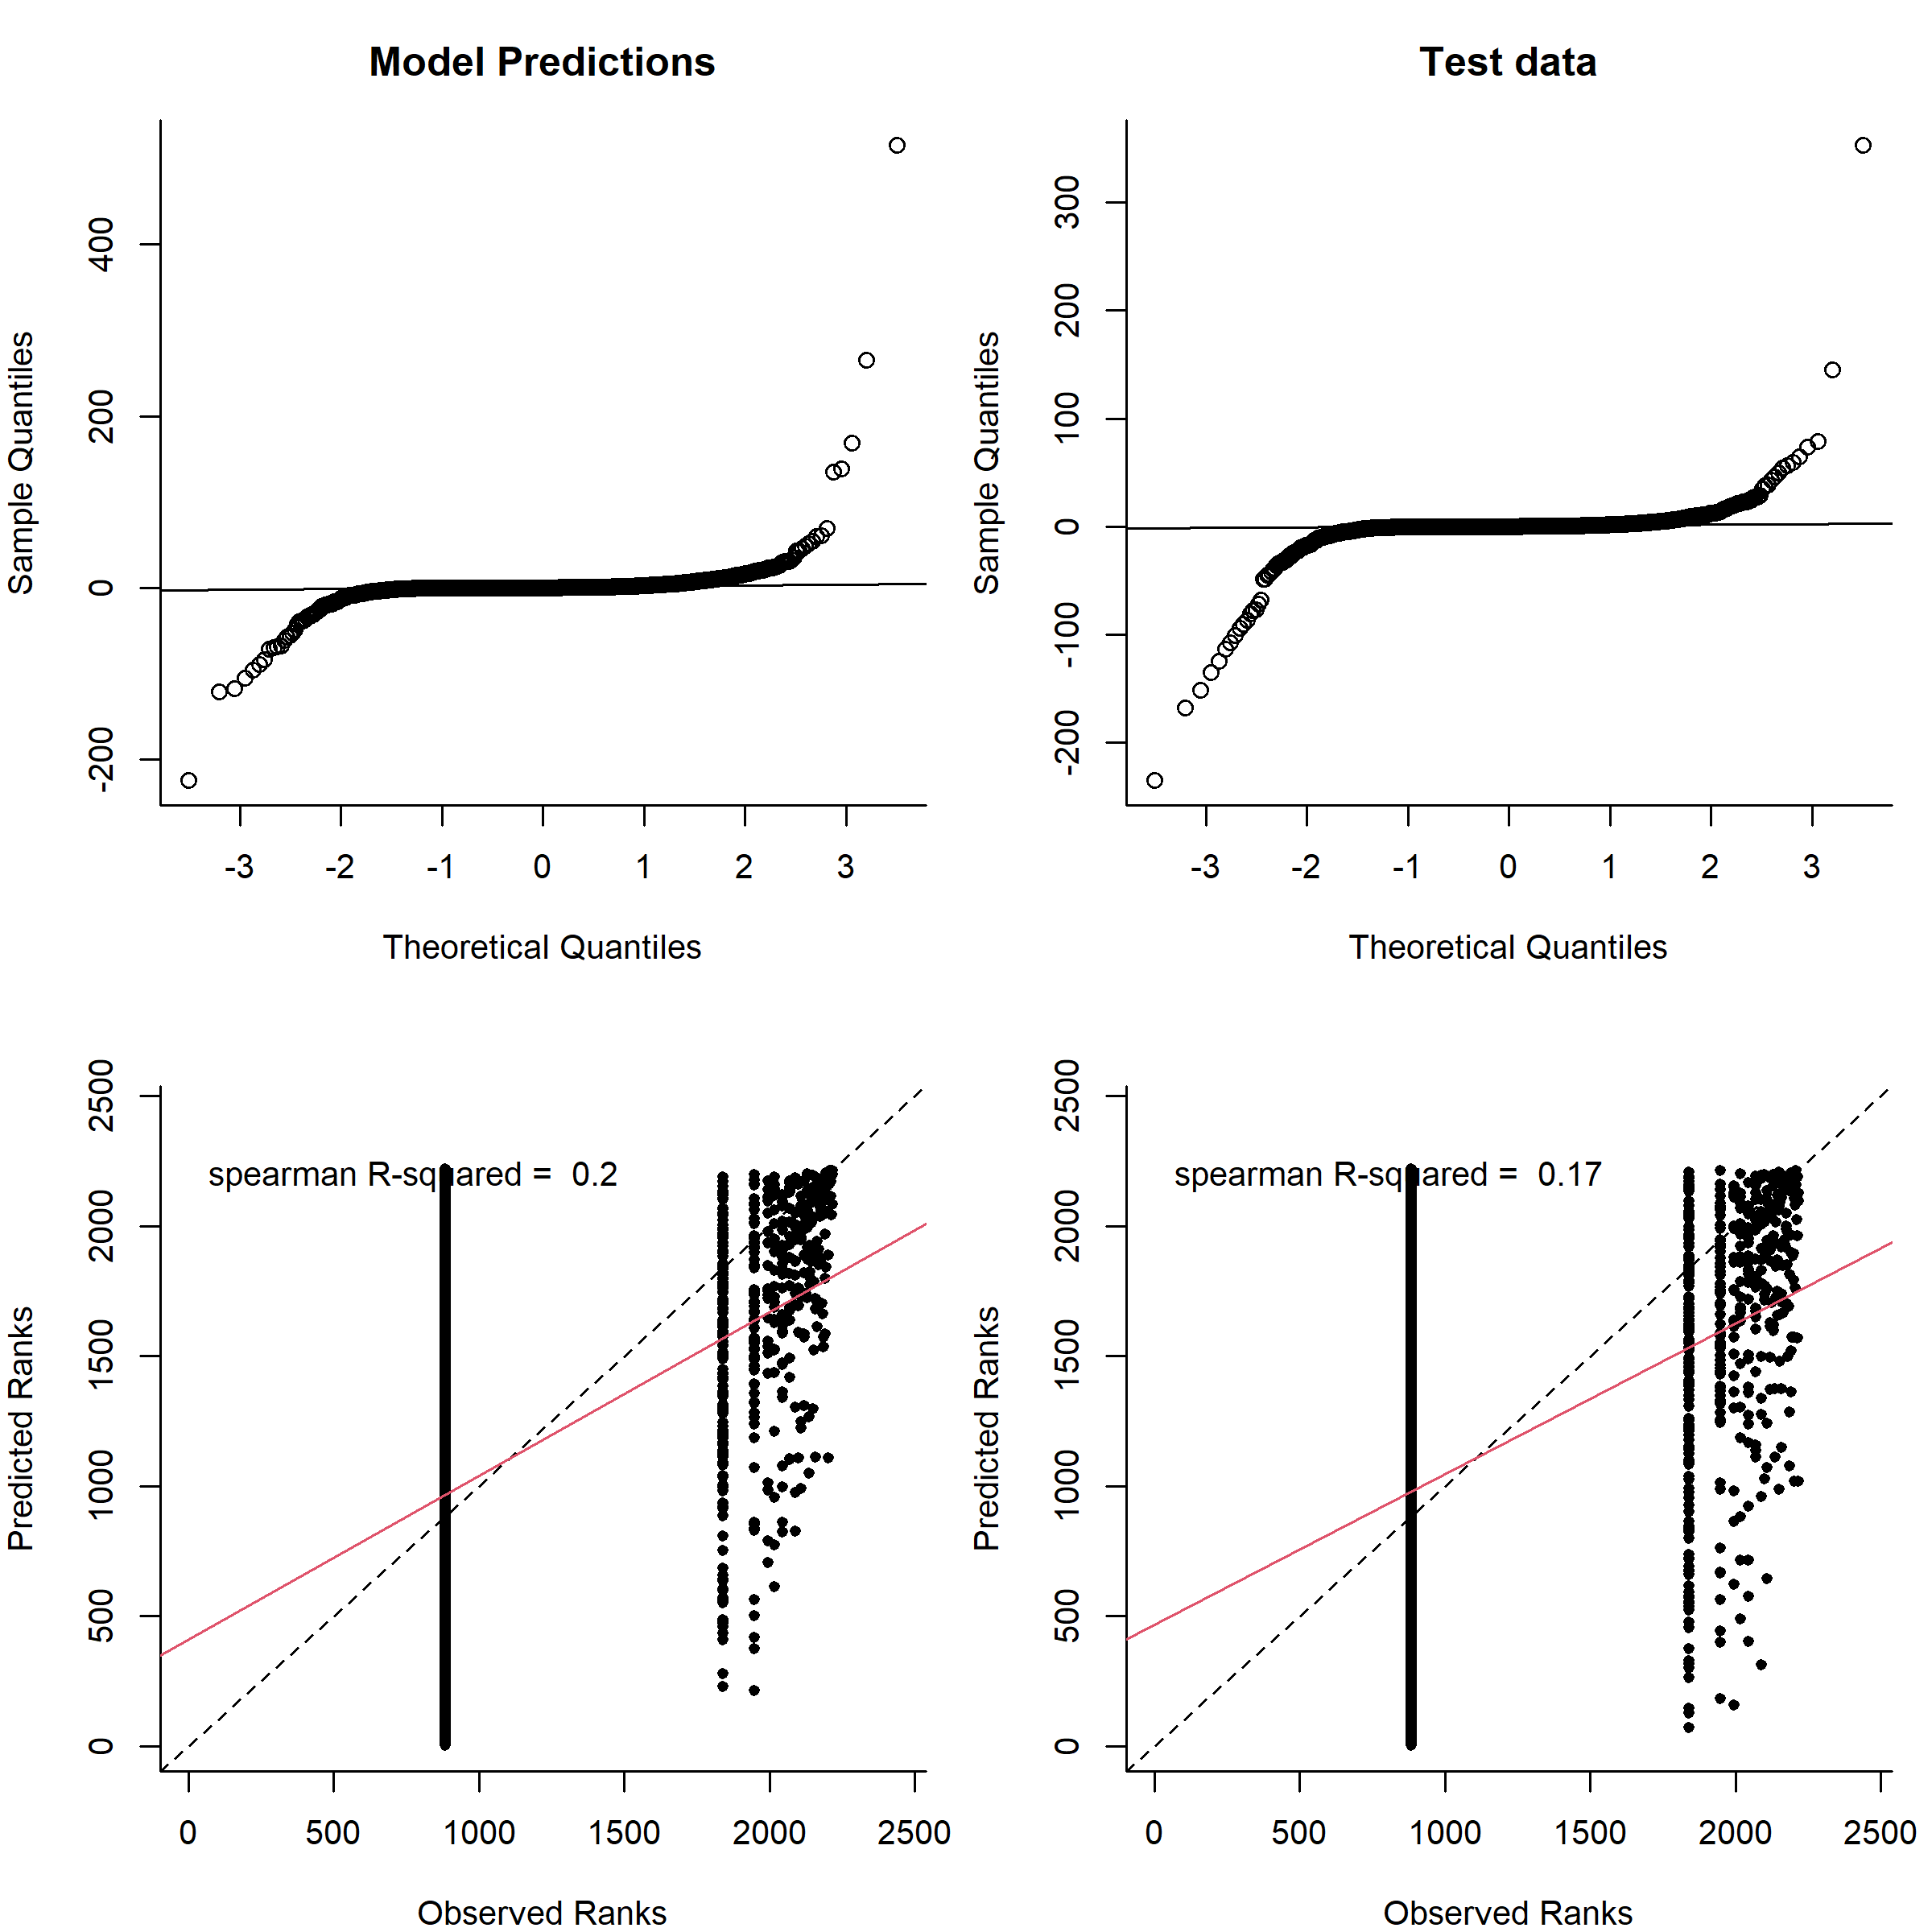 Model Predictions
Sample Quantiles
400
200
0
-200
-3 -2 -1 0 1 2 3
Theoretical Quantiles
Test data
Sample Quantiles
300
200
100
0
-100
-200
-3 -2 -1 0 1 2 3
Theoretical Quantiles
Predicted Ranks
2500
2000
1500
1000
500
0
spearman R-squared = 0.2
0 500 1000 1500 2000 2500
Observed Ranks
Predicted Ranks
2500
2000
1500
1000
500
0
spearman R-squared = 0.17
0 500 1000 1500 2000 2500
Observed Ranks